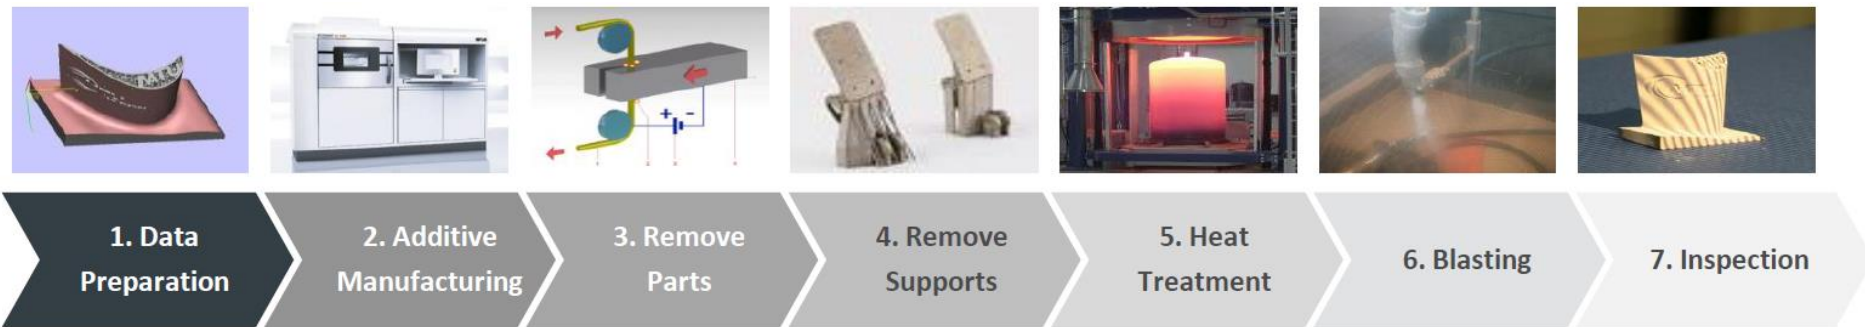 1. Data
Preparation
2. Additive
Manufacturing
3. Remove
Parts
4. Remove
Supports
5. Heat
Treatment
6. Blasting
7. Inspection
+ -